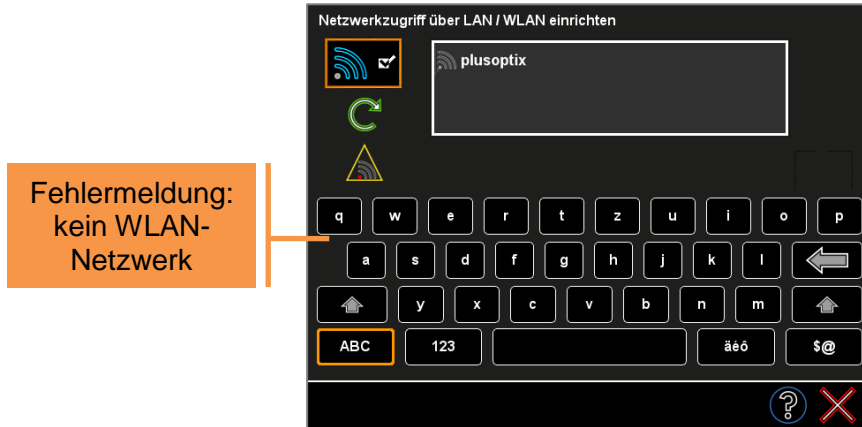 Netzwerkzugriff über LAN / WLAN einrichten
plusoptix
Fehlermeldung:
kein WLAN-
Netzwerk
q w e r t z u i o p
a s d f g h j k l
y x c v b n m
ABC 123 äéô $@
?